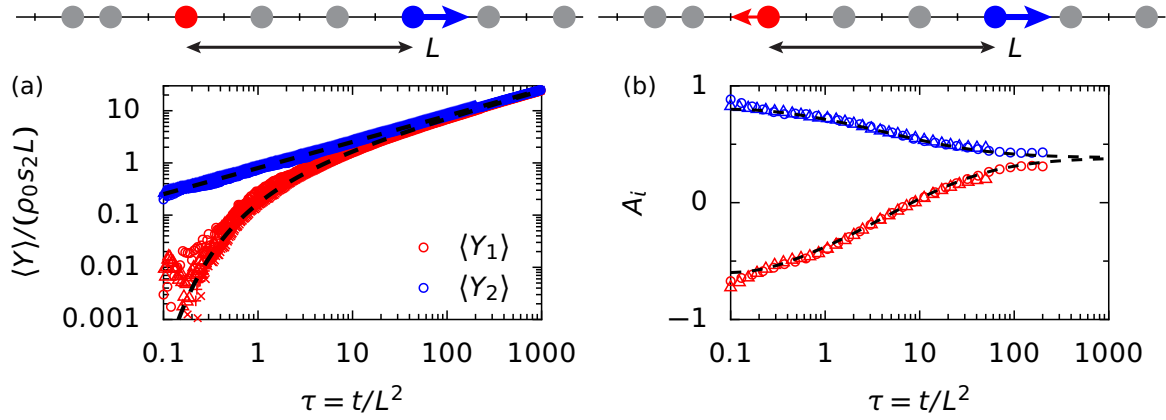 L
L
(a)
⟨Y⟩/(ρ₀s₂L)
10
1
0.1
0.01
0.001
⟨Y₁⟩
⟨Y₂⟩
0.1 1 10 100 1000
τ = t/L²
(b)
Aᵢ
1
0
−1
0.1 1 10 100 1000
τ = t/L²